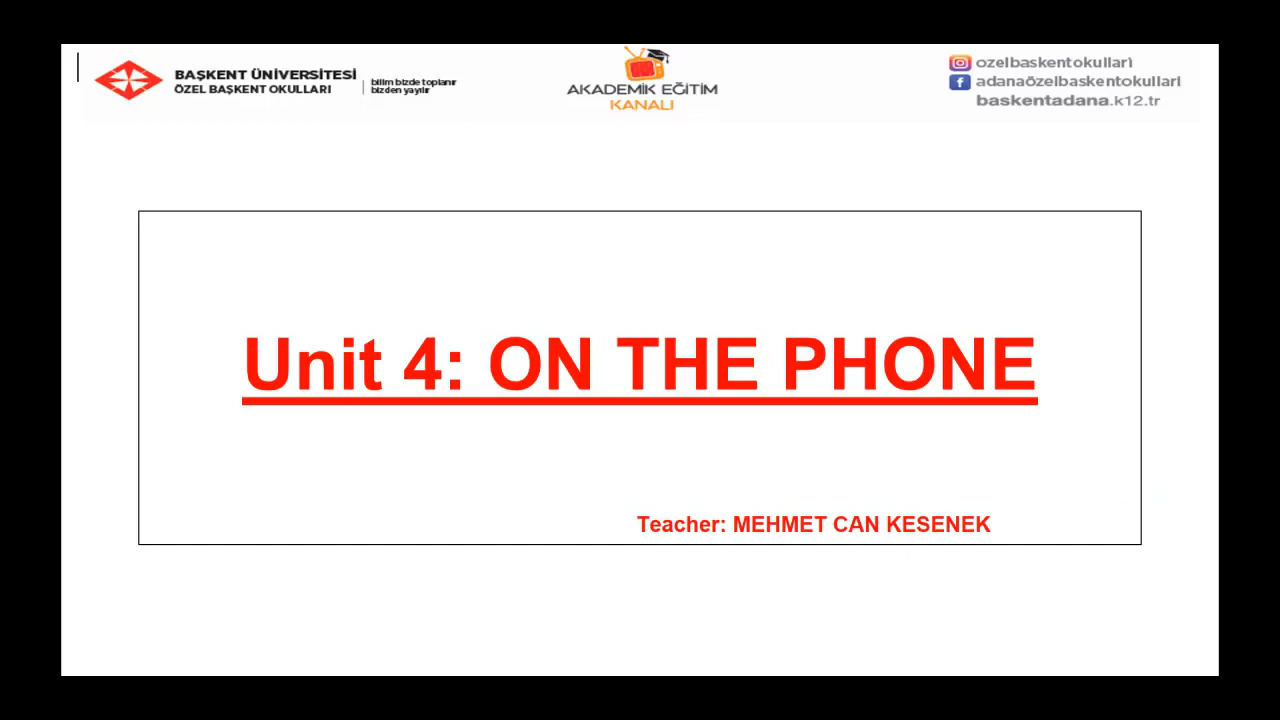 BAŞKENT ÜNİVERSİTESİ
ÖZEL BAŞKENT OKULLARI
bilim bizde toplanır
bizden yayılır
AKADEMİK EĞİTİM
KANALI
ozelbaskentokullari
adanaözelbaskentokullari
baskentadana.k12.tr
Unit 4: ON THE PHONE
Teacher: MEHMET CAN KESENEK